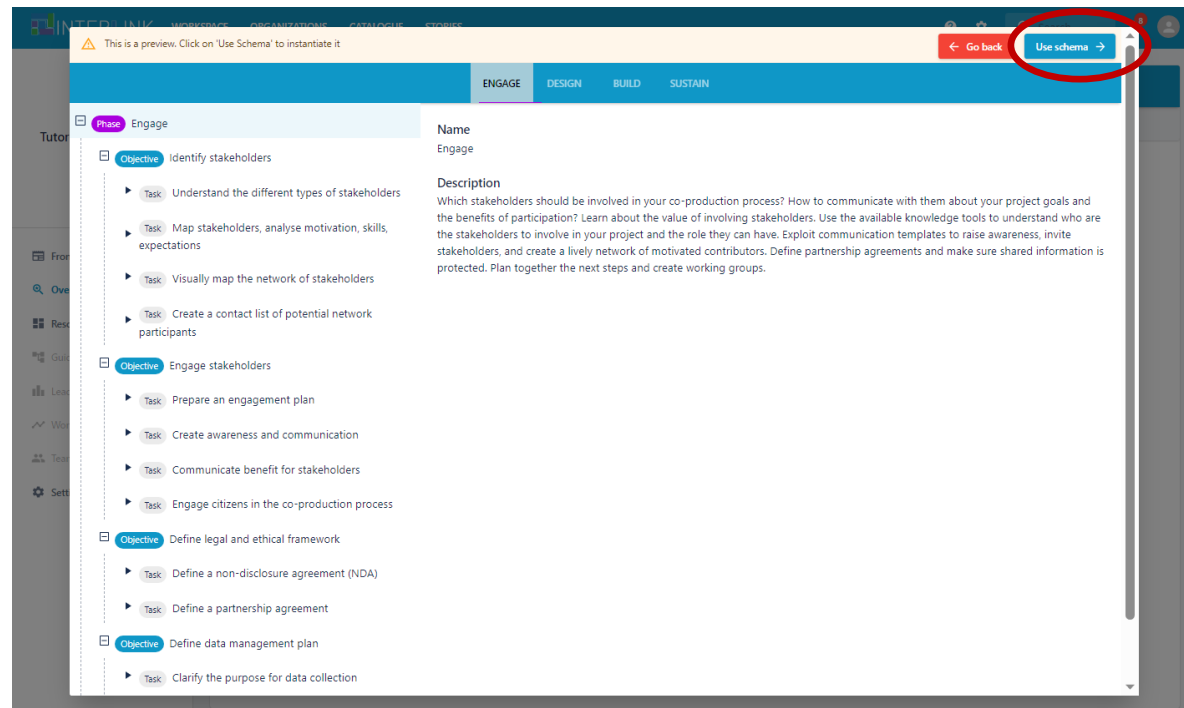 INTERLINK WORKSPACE ORGANIZATIONS CATALOGUE STORIES
This is a preview. Click on 'Use Schema' to instantiate it
← Go back
Use schema →
ENGAGE DESIGN BUILD SUSTAIN
Phase Engage
Objective Identify stakeholders
Task Understand the different types of stakeholders
Task Map stakeholders, analyse motivation, skills,
expectations
Task Visually map the network of stakeholders
Task Create a contact list of potential network
participants
Objective Engage stakeholders
Task Prepare an engagement plan
Task Create awareness and communication
Task Communicate benefit for stakeholders
Task Engage citizens in the co-production process
Objective Define legal and ethical framework
Task Define a non-disclosure agreement (NDA)
Task Define a partnership agreement
Objective Define data management plan
Task Clarify the purpose for data collection
Name
Engage
Description
Which stakeholders should be involved in your co-production process? How to communicate with them about your project goals and
the benefits of participation? Learn about the value of involving stakeholders. Use the available knowledge tools to understand who are
the stakeholders to involve in your project and the role they can have. Exploit communication templates to raise awareness, invite
stakeholders, and create a lively network of motivated contributors. Define partnership agreements and make sure shared information is
protected. Plan together the next steps and create working groups.
Tutor
Fror
Ove
Reso
Guid
Lead
Wor
Tear
Sett